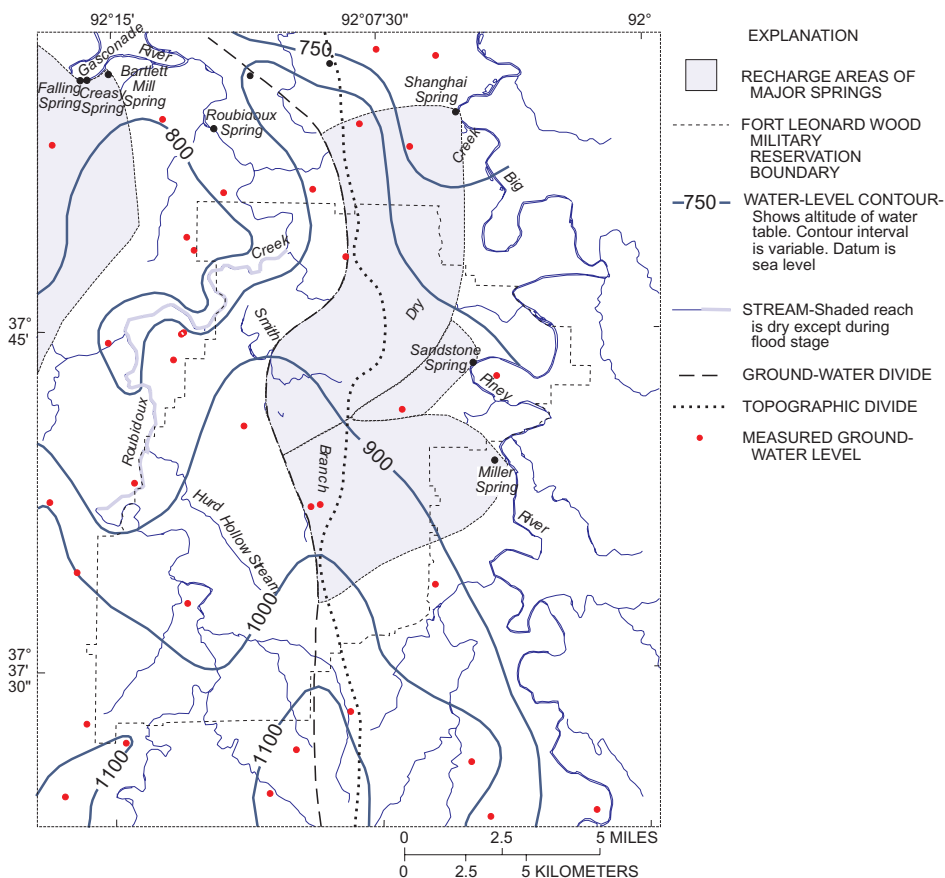 92°15'
92°07'30"
92°
Gasconade
River
750
Falling
Spring
Creasy
Spring
Bartlett
Mill
Spring
Shanghai
Spring
Roubidoux
Spring
800
Creek
Big
Creek
37°
45'
Smith
Dry
Sandstone
Spring
Piney
Roubidoux
Branch
900
Miller
Spring
Hurd Hollow Stream
River
1000
37°
37'
30"
1100
1100
EXPLANATION
RECHARGE AREAS OF
MAJOR SPRINGS
FORT LEONARD WOOD
MILITARY
RESERVATION
BOUNDARY
750
WATER-LEVEL CONTOUR-
Shows altitude of water
table. Contour interval
is variable. Datum is
sea level
STREAM-Shaded reach
is dry except during
flood stage
GROUND-WATER DIVIDE
TOPOGRAPHIC DIVIDE
MEASURED GROUND-
WATER LEVEL
0 2.5 5 MILES
0 2.5 5 KILOMETERS